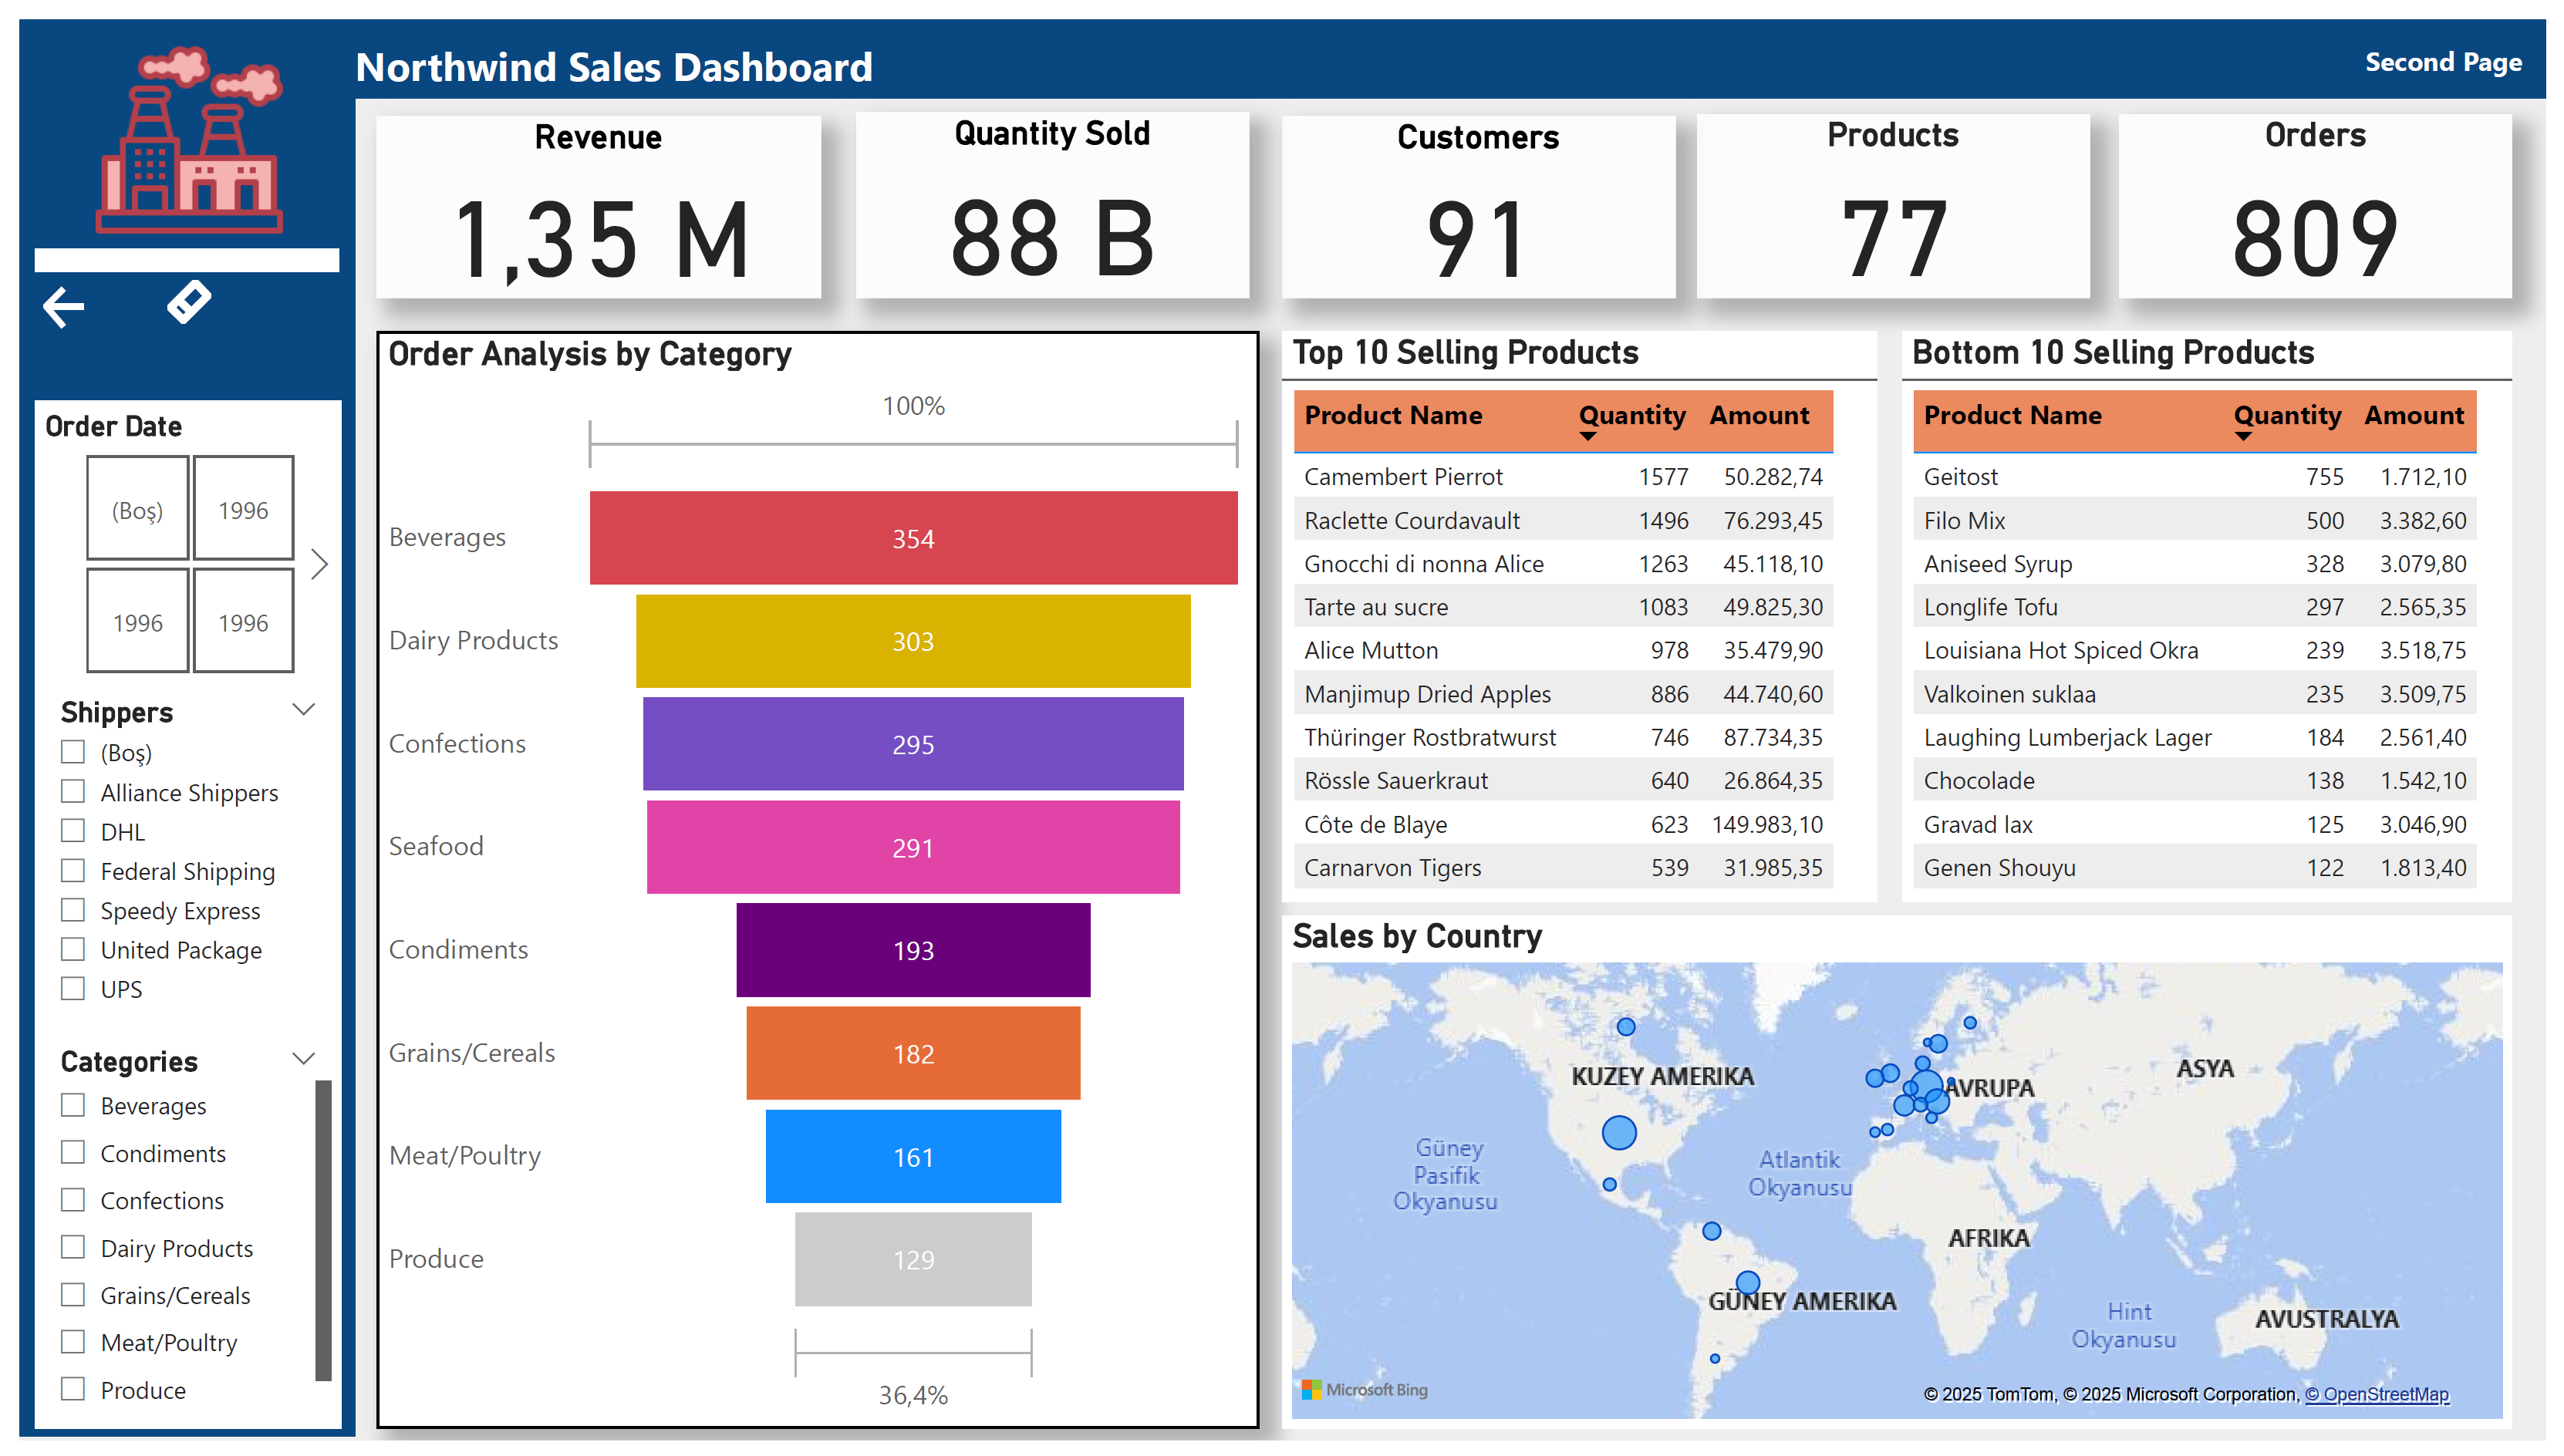 Northwind Sales Dashboard
Second Page
Revenue
1,35 M
Quantity Sold
88 B
Customers
91
Products
77
Orders
809
Order Date
(Boş) 1996
1996 1996
Shippers
(Boş)
Alliance Shippers
DHL
Federal Shipping
Speedy Express
United Package
UPS
Categories
Beverages
Condiments
Confections
Dairy Products
Grains/Cereals
Meat/Poultry
Produce
Order Analysis by Category
100%
Beverages 354
Dairy Products 303
Confections 295
Seafood 291
Condiments 193
Grains/Cereals 182
Meat/Poultry 161
Produce 129
36,4%
Top 10 Selling Products
Product Name Quantity Amount
Camembert Pierrot 1577 50.282,74
Raclette Courdavault 1496 76.293,45
Gnocchi di nonna Alice 1263 45.118,10
Tarte au sucre 1083 49.825,30
Alice Mutton 978 35.479,90
Manjimup Dried Apples 886 44.740,60
Thüringer Rostbratwurst 746 87.734,35
Rössle Sauerkraut 640 26.864,35
Côte de Blaye 623 149.983,10
Carnarvon Tigers 539 31.985,35
Bottom 10 Selling Products
Product Name Quantity Amount
Geitost 755 1.712,10
Filo Mix 500 3.382,60
Aniseed Syrup 328 3.079,80
Longlife Tofu 297 2.565,35
Louisiana Hot Spiced Okra 239 3.518,75
Valkoinen suklaa 235 3.509,75
Laughing Lumberjack Lager 184 2.561,40
Chocolade 138 1.542,10
Gravad lax 125 3.046,90
Genen Shouyu 122 1.813,40
Sales by Country
KUZEY AMERIKA
AVRUPA
ASYA
Güney
Pasifik
Okyanusu
Atlantik
Okyanusu
AFRIKA
GÜNEY AMERIKA
Hint
Okyanusu
AVUSTRALYA
Microsoft Bing
© 2025 TomTom, © 2025 Microsoft Corporation, © OpenStreetMap